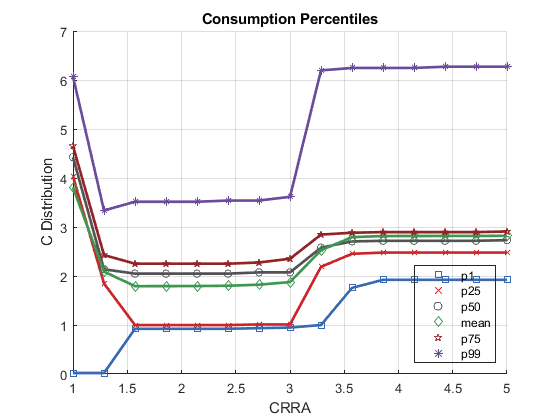 Consumption Percentiles
C Distribution
7
6
5
4
3
2
1
0
p1
p25
p50
mean
p75
p99
1 1.5 2 2.5 3 3.5 4 4.5 5
CRRA